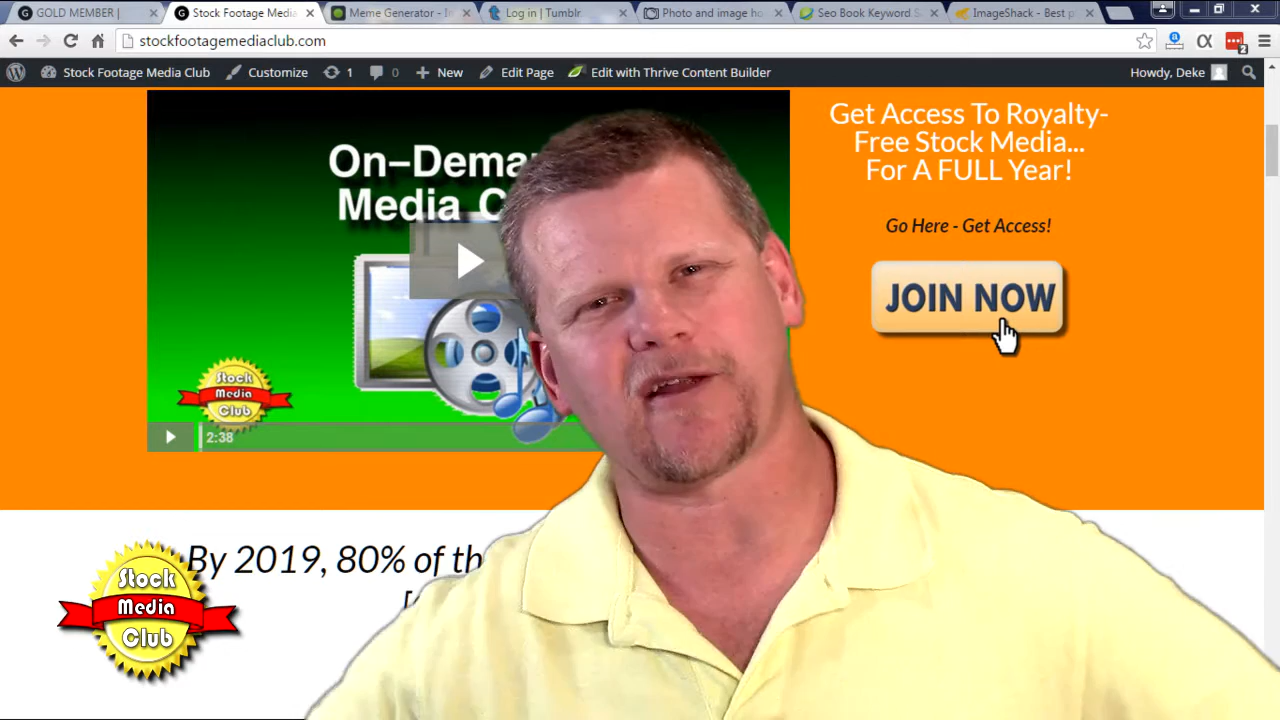 GOLD MEMBER |
Stock Footage Media
Meme Generator - In
Log in | Tumblr
Photo and image ho
Seo Book Keyword S
ImageShack - Best p
stockfootagemediaclub.com
2
Stock Footage Media Club
Customize
1
0
New
Edit Page
Edit with Thrive Content Builder
Howdy, Deke
On-Dema
Media C
Stock
Media
Club
2:38
Get Access To Royalty-
Free Stock Media...
For A FULL Year!
Go Here - Get Access!
JOIN NOW
By 2019, 80% of th
Stock
Media
Club